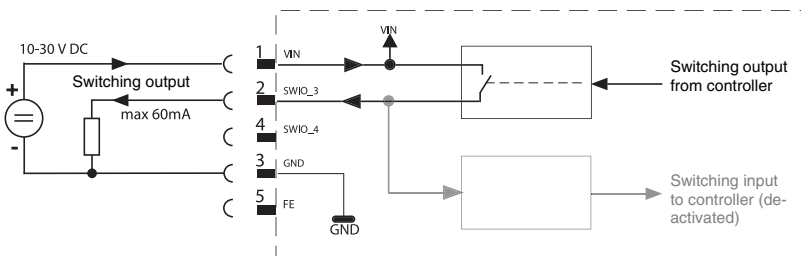 10-30 V DC
VIN
1 VIN
Switching output
2 SWIO_3
max 60mA
4 SWIO_4
3 GND
5 FE
GND
+
=
-
Switching output
from controller
Switching input
to controller (de-
activated)